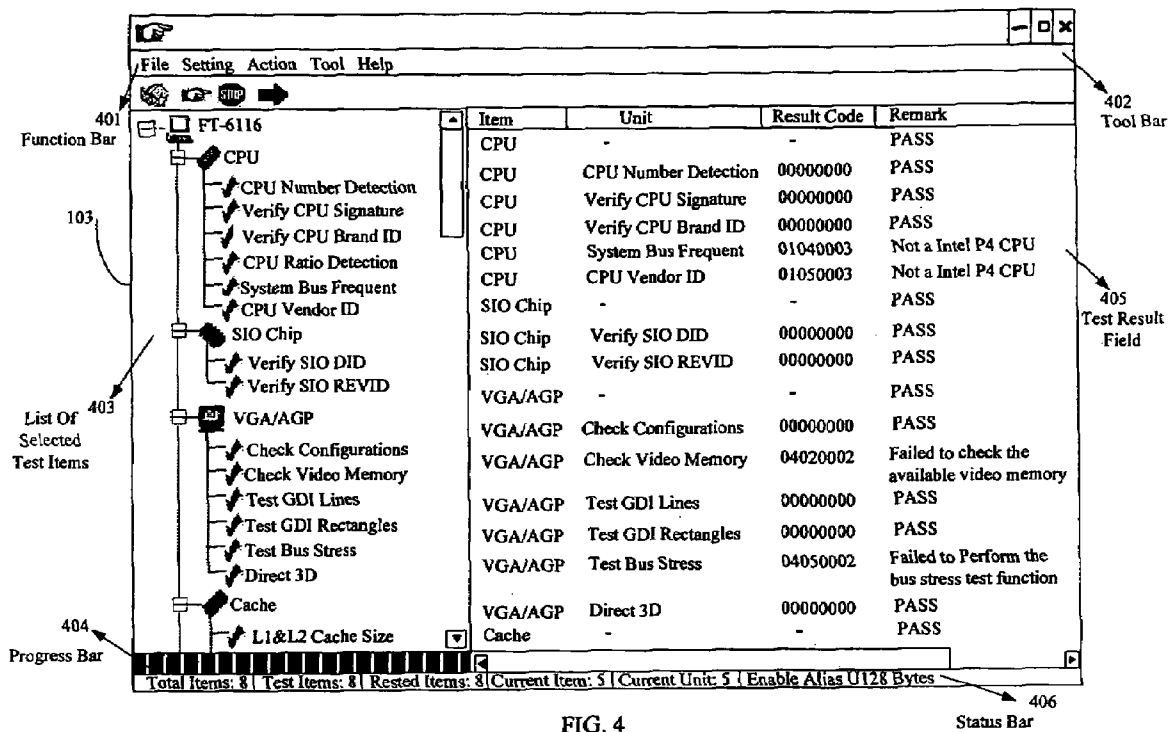 File Setting Action Tool Help
STOP
401
Function Bar
402
Tool Bar
103
FT-6116
CPU
CPU Number Detection
Verify CPU Signature
Verify CPU Brand ID
CPU Ratio Detection
System Bus Frequent
CPU Vendor ID
SIO Chip
Verify SIO DID
Verify SIO REVID
VGA/AGP
Check Configurations
Check Video Memory
Test GDI Lines
Test GDI Rectangles
Test Bus Stress
Direct 3D
Cache
L1&L2 Cache Size
403
List Of
Selected
Test Items
Item Unit Result Code Remark
CPU - - PASS
CPU CPU Number Detection 00000000 PASS
CPU Verify CPU Signature 00000000 PASS
CPU Verify CPU Brand ID 00000000 PASS
CPU System Bus Frequent 01040003 Not a Intel P4 CPU
CPU CPU Vendor ID 01050003 Not a Intel P4 CPU
SIO Chip - - PASS
SIO Chip Verify SIO DID 00000000 PASS
SIO Chip Verify SIO REVID 00000000 PASS
VGA/AGP - - PASS
VGA/AGP Check Configurations 00000000 PASS
VGA/AGP Check Video Memory 04020002 Failed to check the
available video memory
VGA/AGP Test GDI Lines 00000000 PASS
VGA/AGP Test GDI Rectangles 00000000 PASS
VGA/AGP Test Bus Stress 04050002 Failed to Perform the
bus stress test function
VGA/AGP Direct 3D 00000000 PASS
Cache - - PASS
405
Test Result
Field
404
Progress Bar
Total Items: 8 Test Items: 8 Rested Items: 8 Current Item: 5 Current Unit: 5 Enable Alias U128 Bytes
406
Status Bar
FIG. 4